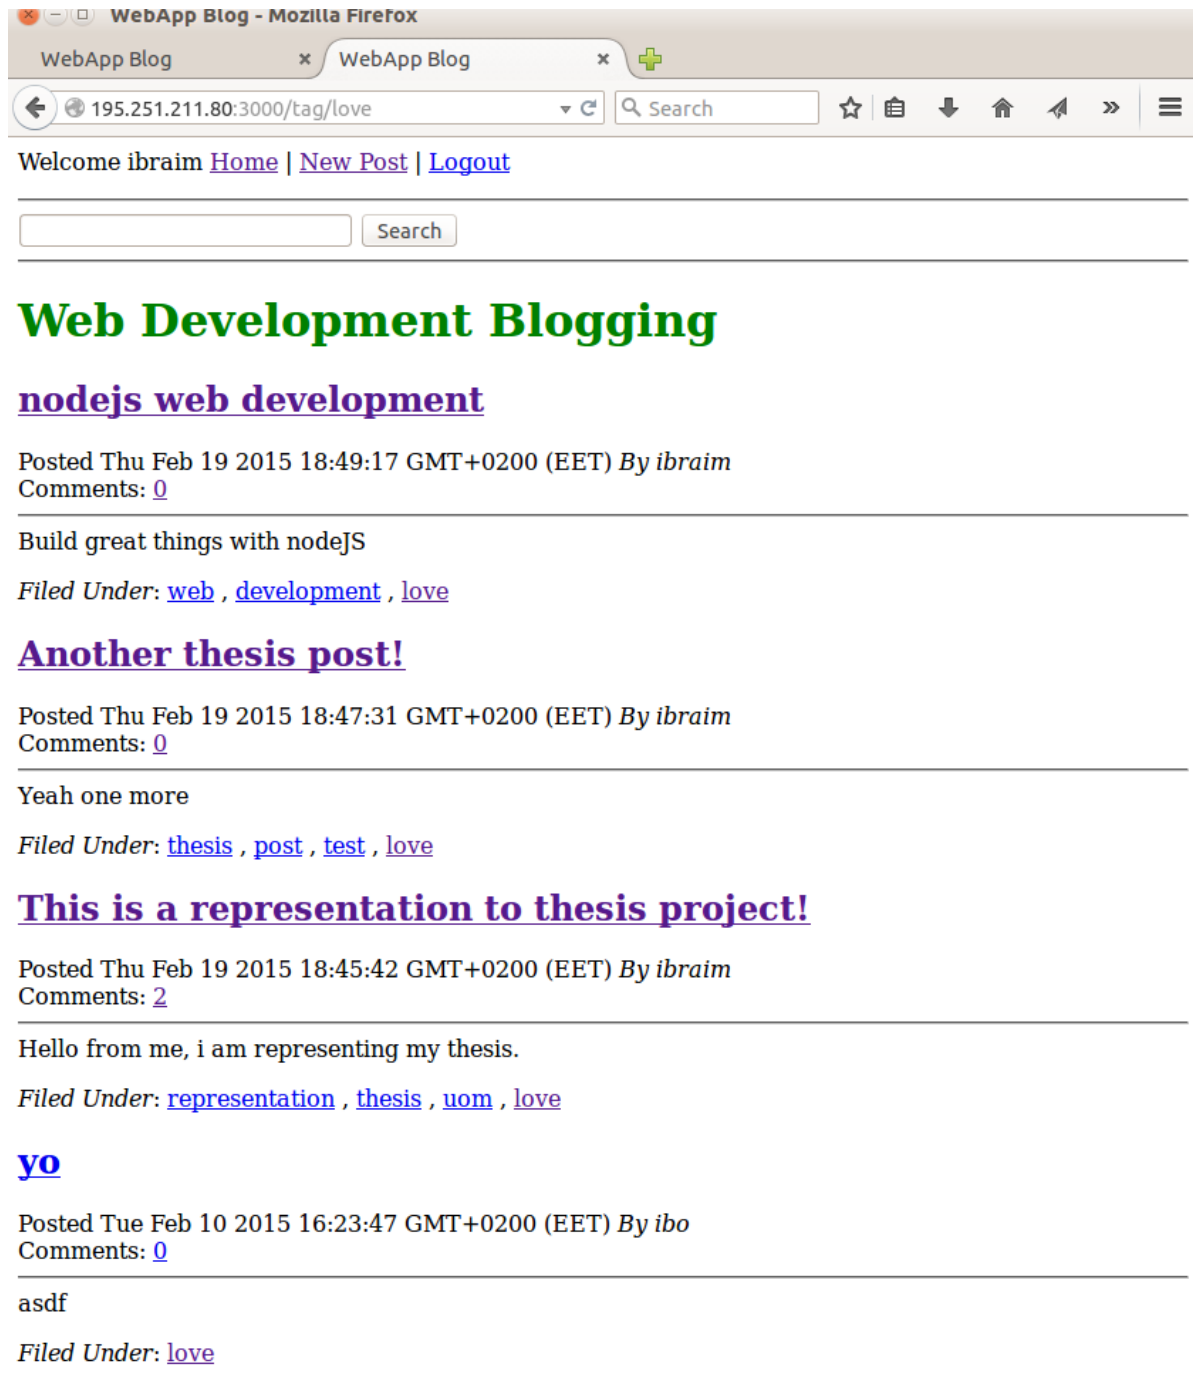 WebApp Blog - Mozilla Firefox
WebApp Blog WebApp Blog
195.251.211.80:3000/tag/love Search
Welcome ibraim Home | New Post | Logout
Search
Web Development Blogging
nodejs web development
Posted Thu Feb 19 2015 18:49:17 GMT+0200 (EET) By ibraim
Comments: 0
Build great things with nodeJS
Filed Under: web , development , love
Another thesis post!
Posted Thu Feb 19 2015 18:47:31 GMT+0200 (EET) By ibraim
Comments: 0
Yeah one more
Filed Under: thesis , post , test , love
This is a representation to thesis project!
Posted Thu Feb 19 2015 18:45:42 GMT+0200 (EET) By ibraim
Comments: 2
Hello from me, i am representing my thesis.
Filed Under: representation , thesis , uom , love
yo
Posted Tue Feb 10 2015 16:23:47 GMT+0200 (EET) By ibo
Comments: 0
asdf
Filed Under: love